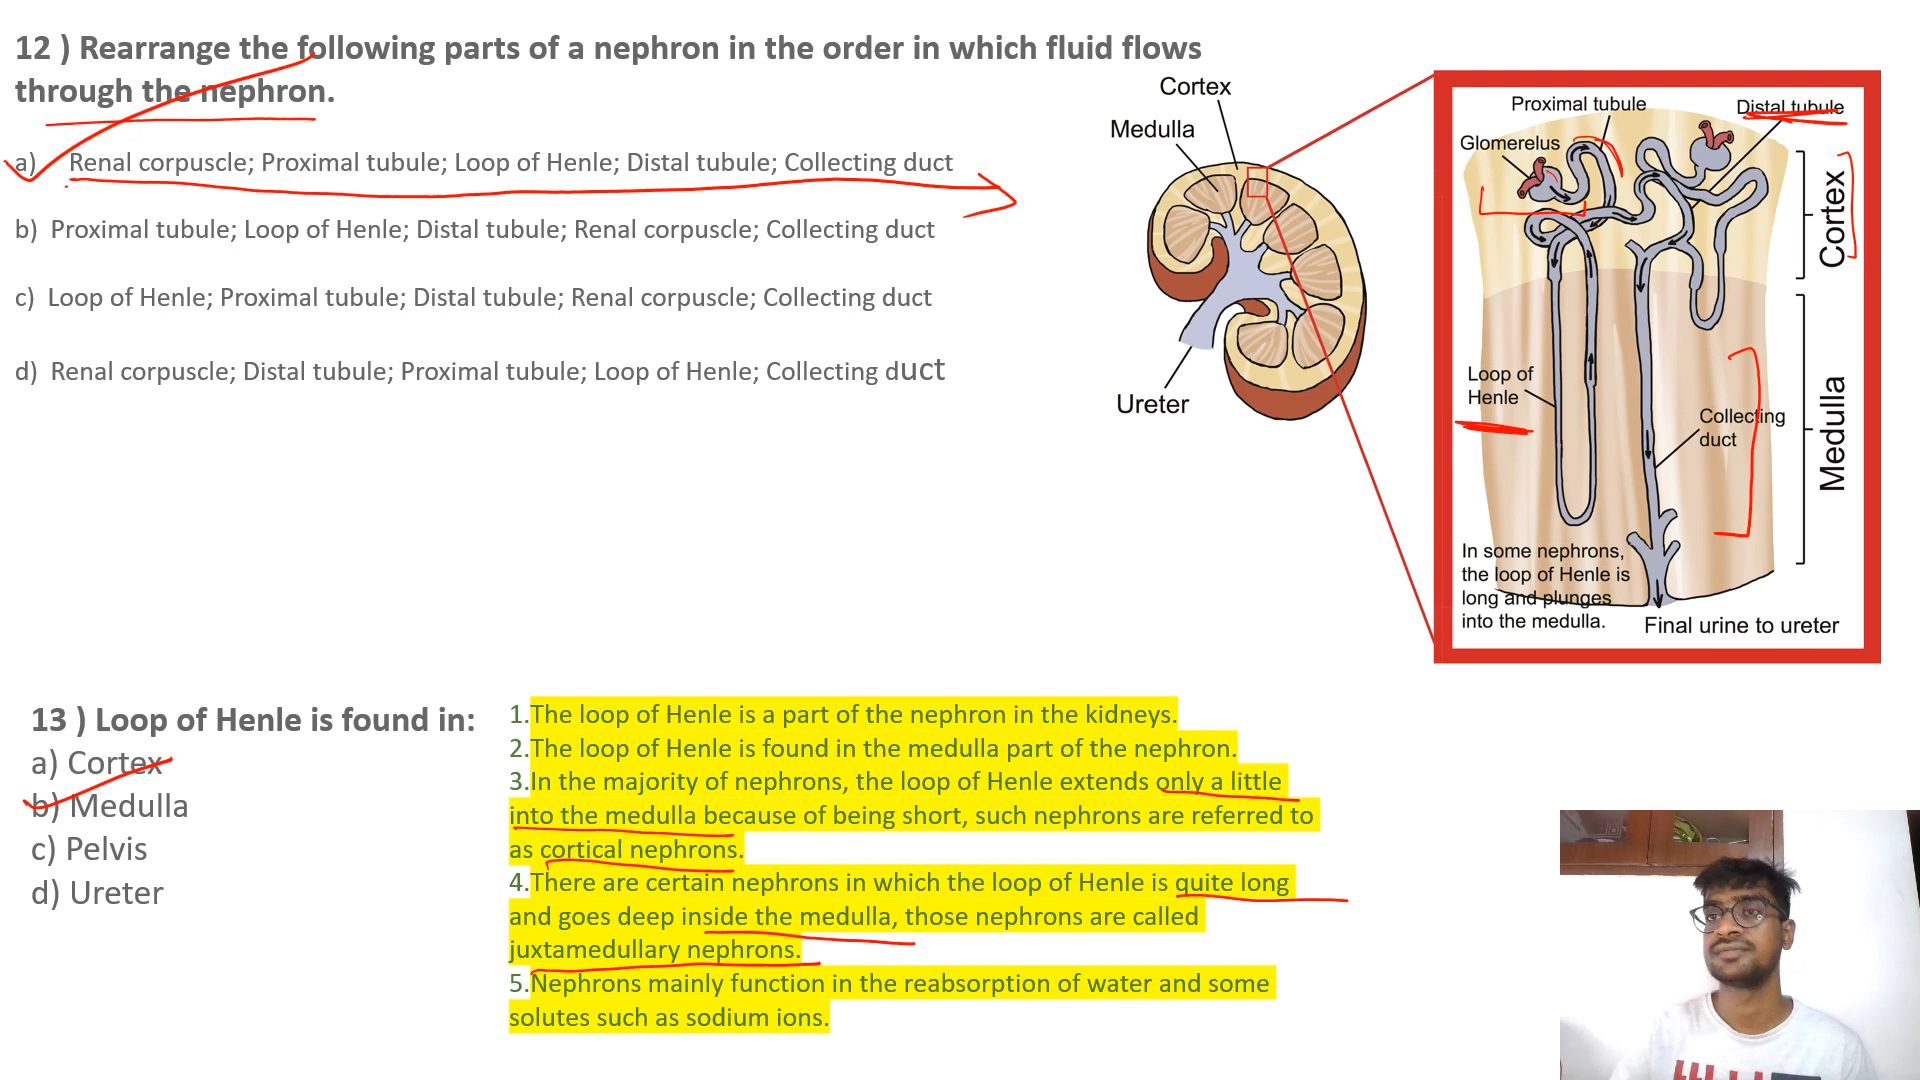 12 ) Rearrange the following parts of a nephron in the order in which fluid flows
through the nephron.
a) Renal corpuscle; Proximal tubule; Loop of Henle; Distal tubule; Collecting duct
b) Proximal tubule; Loop of Henle; Distal tubule; Renal corpuscle; Collecting duct
c) Loop of Henle; Proximal tubule; Distal tubule; Renal corpuscle; Collecting duct
d) Renal corpuscle; Distal tubule; Proximal tubule; Loop of Henle; Collecting duct
Cortex
Medulla
Ureter
Proximal tubule
Distal tubule
Glomerelus
Cortex
Loop of
Henle
Collecting
duct
Medulla
In some nephrons,
the loop of Henle is
long and plunges
into the medulla.
Final urine to ureter
13 ) Loop of Henle is found in:
a) Cortex
b) Medulla
c) Pelvis
d) Ureter
1.The loop of Henle is a part of the nephron in the kidneys.
2.The loop of Henle is found in the medulla part of the nephron.
3.In the majority of nephrons, the loop of Henle extends only a little
into the medulla because of being short, such nephrons are referred to
as cortical nephrons.
4.There are certain nephrons in which the loop of Henle is quite long
and goes deep inside the medulla, those nephrons are called
juxtamedullary nephrons.
5.Nephrons mainly function in the reabsorption of water and some
solutes such as sodium ions.